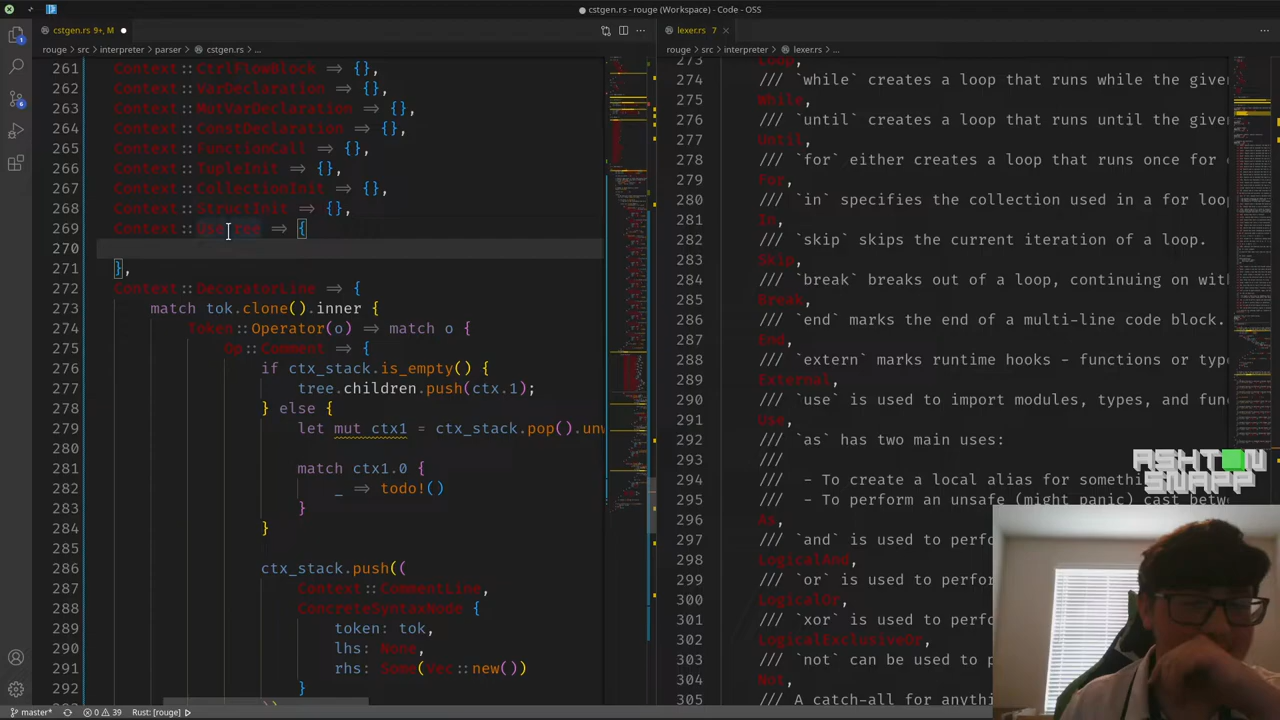 cstgen.rs - rouge (Workspace) - Code - OSS
cstgen.rs 9+, M
rouge > src > interpreter > parser > cstgen.rs > ...
261 Context::CtrlFlowBlock ⇒ {},
262 Context::VarDeclaration ⇒ {},
263 Context::MutVarDeclaration ⇒ {},
264 Context::ConstDeclaration ⇒ {},
265 Context::FunctionCall ⇒ {},
266 Context::TupleInit ⇒ {},
267 Context::CollectionInit ⇒ {},
268 Context::StructInit ⇒ {},
269 Context::UseTree ⇒ {
270
271 },
272 Context::DecoratorLine ⇒ {
273 match tok.clone().inner {
274 Token::Operator(o) ⇒ match o {
275 Op::Comment ⇒ {
276 if ctx_stack.is_empty() {
277 tree.children.push(ctx.1);
278 } else {
279 let mut ctx1 = ctx_stack.pop().unw
280
281 match ctx1.0 {
282 _ ⇒ todo!()
283 }
284 }
285
286 ctx_stack.push((
287 Context::CommentLine,
288 ConcreteSyntaxNode {
289 token: tok,
290 lhs: None,
291 rhs: Some(Vec::new())
292 }
lexer.rs 7
rouge > src > interpreter > lexer.rs > ...
273 Loop,
274 /// `while` creates a loop that runs while the give
275 While,
276 /// `until` creates a loop that runs until the give
277 Until,
278 /// `for` either creates a loop that runs once for
279 For,
280 /// `in` specifies the collection used in a for loo
281 In,
282 /// `skip` skips the current iteration of a loop.
283 Skip,
284 /// `break` breaks out of a loop, continuing on wit
285 Break,
286 /// `end` marks the end of a multi-line code block.
287 End,
288 /// `extern` marks runtime hooks - functions or type
289 External,
290 /// `use` is used to import modules, types, and fun
291 Use,
292 /// `as` has two main uses:
293 ///
294 /// - To create a local alias for somethi
295 /// - To perform an unsafe (might panic) cast betw
296 As,
297 /// `and` is used to perfo
298 LogicalAnd,
299 /// `or` is used to perfor
300 LogicalOr,
301 /// `xor` is used to perfo
302 LogicalExclusiveOr,
303 /// `not` can be used to p
304 Not,
305 /// A catch-all for anythi
ASHTON
SNAPP
master* 0 39 Rust: [rouge]